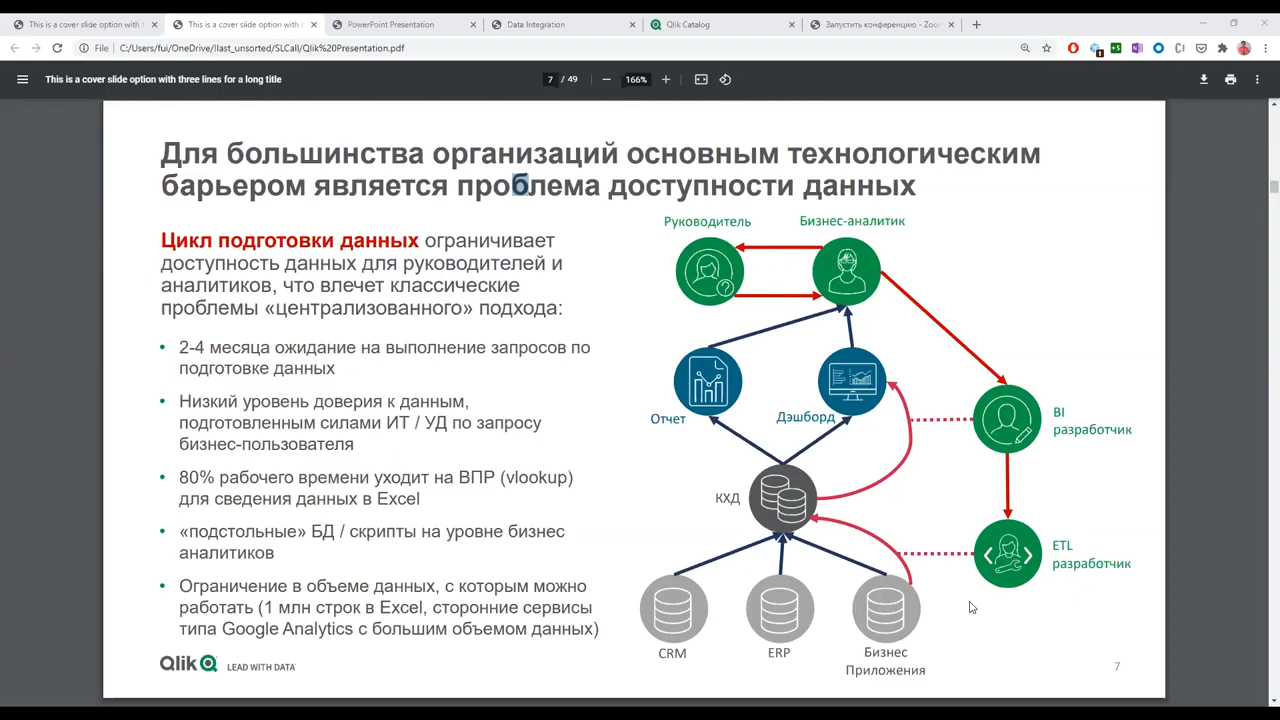 This is a cover slide option with
This is a cover slide option with
PowerPoint Presentation
Data Integration
Qlik Catalog
Запустить конференцию - Zoom
File
C:/Users/fui/OneDrive/!last_unsorted/SLCall/Qlik%20Presentation.pdf
This is a cover slide option with three lines for a long title
7 / 49
166%
Для большинства организаций основным технологическим
барьером является проблема доступности данных
Цикл подготовки данных ограничивает
доступность данных для руководителей и
аналитиков, что влечет классические
проблемы «централизованного» подхода:
• 2-4 месяца ожидание на выполнение запросов по
подготовке данных
• Низкий уровень доверия к данным,
подготовленным силами ИТ / УД по запросу
бизнес-пользователя
• 80% рабочего времени уходит на ВПР (vlookup)
для сведения данных в Excel
• «подстольные» БД / скрипты на уровне бизнес
аналитиков
• Ограничение в объеме данных, с которым можно
работать (1 млн строк в Excel, сторонние сервисы
типа Google Analytics с большим объемом данных)
Руководитель
Бизнес-аналитик
Отчет
Дэшборд
BI
разработчик
КХД
ETL
разработчик
CRM
ERP
Бизнес
Приложения
Qlik
LEAD WITH DATA
7